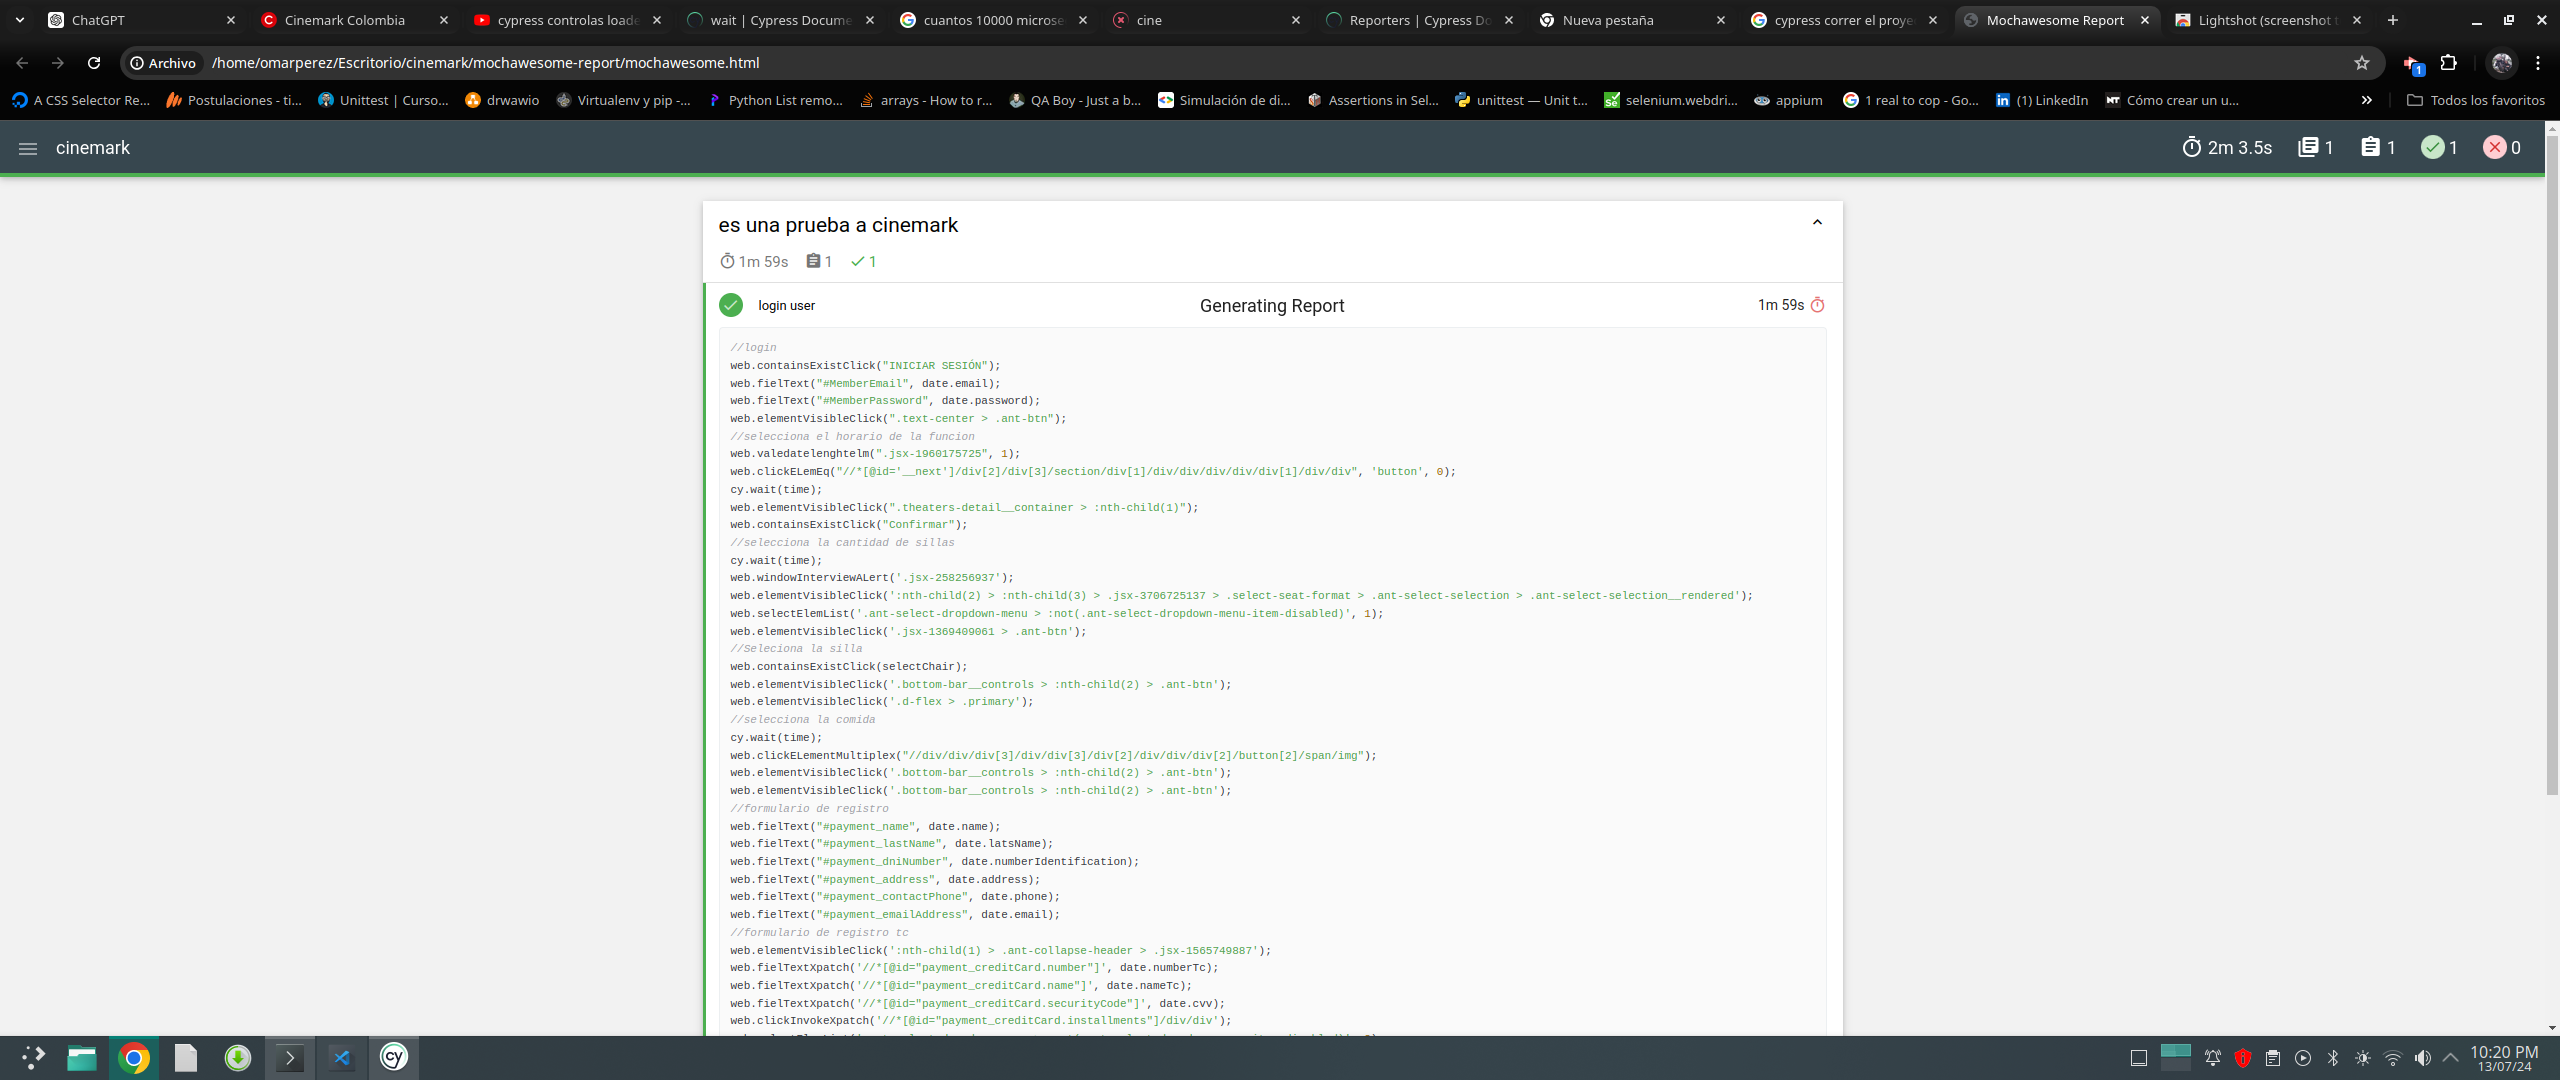 ChatGPT
Cinemark Colombia
cypress controlas loade
wait | Cypress Docume
cuantos 10000 microse
cine
Reporters | Cypress Do
Nueva pestaña
cypress correr el proye
Mochawesome Report
Lightshot (screenshot t
Archivo /home/omarperez/Escritorio/cinemark/mochawesome-report/mochawesome.html
1
A CSS Selector Re...
Postulaciones - ti...
Unittest | Curso...
drwawio
Virtualenv y pip -...
Python List remo...
arrays - How to r...
QA Boy - Just a b...
Simulación de di...
Assertions in Sel...
unittest — Unit t...
selenium.webdri...
appium
1 real to cop - Go...
(1) LinkedIn
Cómo crear un u...
Todos los favoritos
cinemark
2m 3.5s 1 1 1 0
es una prueba a cinemark
1m 59s 1 1
login user Generating Report 1m 59s
//login
web.containsExistClick("INICIAR SESIÓN");
web.fielText("#MemberEmail", date.email);
web.fielText("#MemberPassword", date.password);
web.elementVisibleClick(".text-center > .ant-btn");
//selecciona el horario de la funcion
web.valedatelenghtelm(".jsx-1960175725", 1);
web.clickELemEq("//*[@id='__next']/div[2]/div[3]/section/div[1]/div/div/div/div/div[1]/div/div", 'button', 0);
cy.wait(time);
web.elementVisibleClick(".theaters-detail__container > :nth-child(1)");
web.containsExistClick("Confirmar");
//selecciona la cantidad de sillas
cy.wait(time);
web.windowInterviewALert('.jsx-258256937');
web.elementVisibleClick(':nth-child(2) > :nth-child(3) > .jsx-3706725137 > .select-seat-format > .ant-select-selection > .ant-select-selection__rendered');
web.selectElemList('.ant-select-dropdown-menu > :not(.ant-select-dropdown-menu-item-disabled)', 1);
web.elementVisibleClick('.jsx-1369409061 > .ant-btn');
//Seleciona la silla
web.containsExistClick(selectChair);
web.elementVisibleClick('.bottom-bar__controls > :nth-child(2) > .ant-btn');
web.elementVisibleClick('.d-flex > .primary');
//selecciona la comida
cy.wait(time);
web.clickELementMultiplex("//div/div/div[3]/div/div[3]/div[2]/div/div/div[2]/button[2]/span/img");
web.elementVisibleClick('.bottom-bar__controls > :nth-child(2) > .ant-btn');
web.elementVisibleClick('.bottom-bar__controls > :nth-child(2) > .ant-btn');
//formulario de registro
web.fielText("#payment_name", date.name);
web.fielText("#payment_lastName", date.latsName);
web.fielText("#payment_dniNumber", date.numberIdentification);
web.fielText("#payment_address", date.address);
web.fielText("#payment_contactPhone", date.phone);
web.fielText("#payment_emailAddress", date.email);
//formulario de registro tc
web.elementVisibleClick(':nth-child(1) > .ant-collapse-header > .jsx-1565749887');
web.fielTextXpatch('//*[@id="payment_creditCard.number"]', date.numberTc);
web.fielTextXpatch('//*[@id="payment_creditCard.name"]', date.nameTc);
web.fielTextXpatch('//*[@id="payment_creditCard.securityCode"]', date.cvv);
web.clickInvokeXpatch('//*[@id="payment_creditCard.installments"]/div/div');
cy
10:20 PM
13/07/24